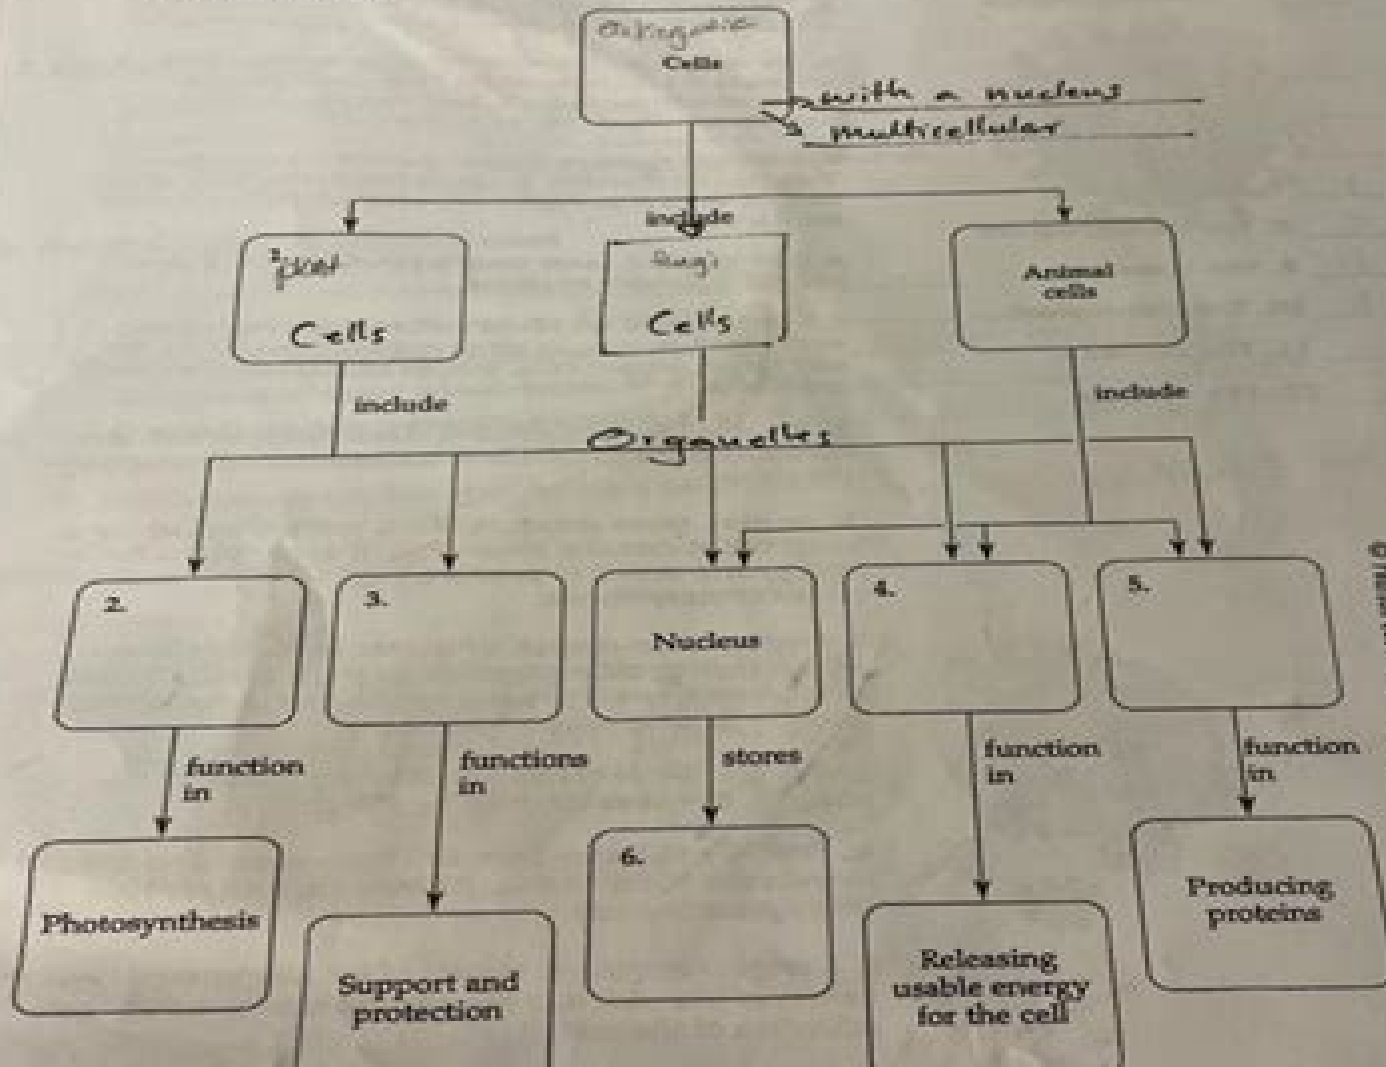 Cells
with a nucleus
multicellular
include
plant
Fungi
Animal
cells
Cells
Cells
include
include
Organelles
2.
3.
Nucleus
4.
5.
function
in
functions
in
stores
function
in
function
in
Photosynthesis
Support and
protection
6.
Releasing
usable energy
for the cell
Producing
proteins